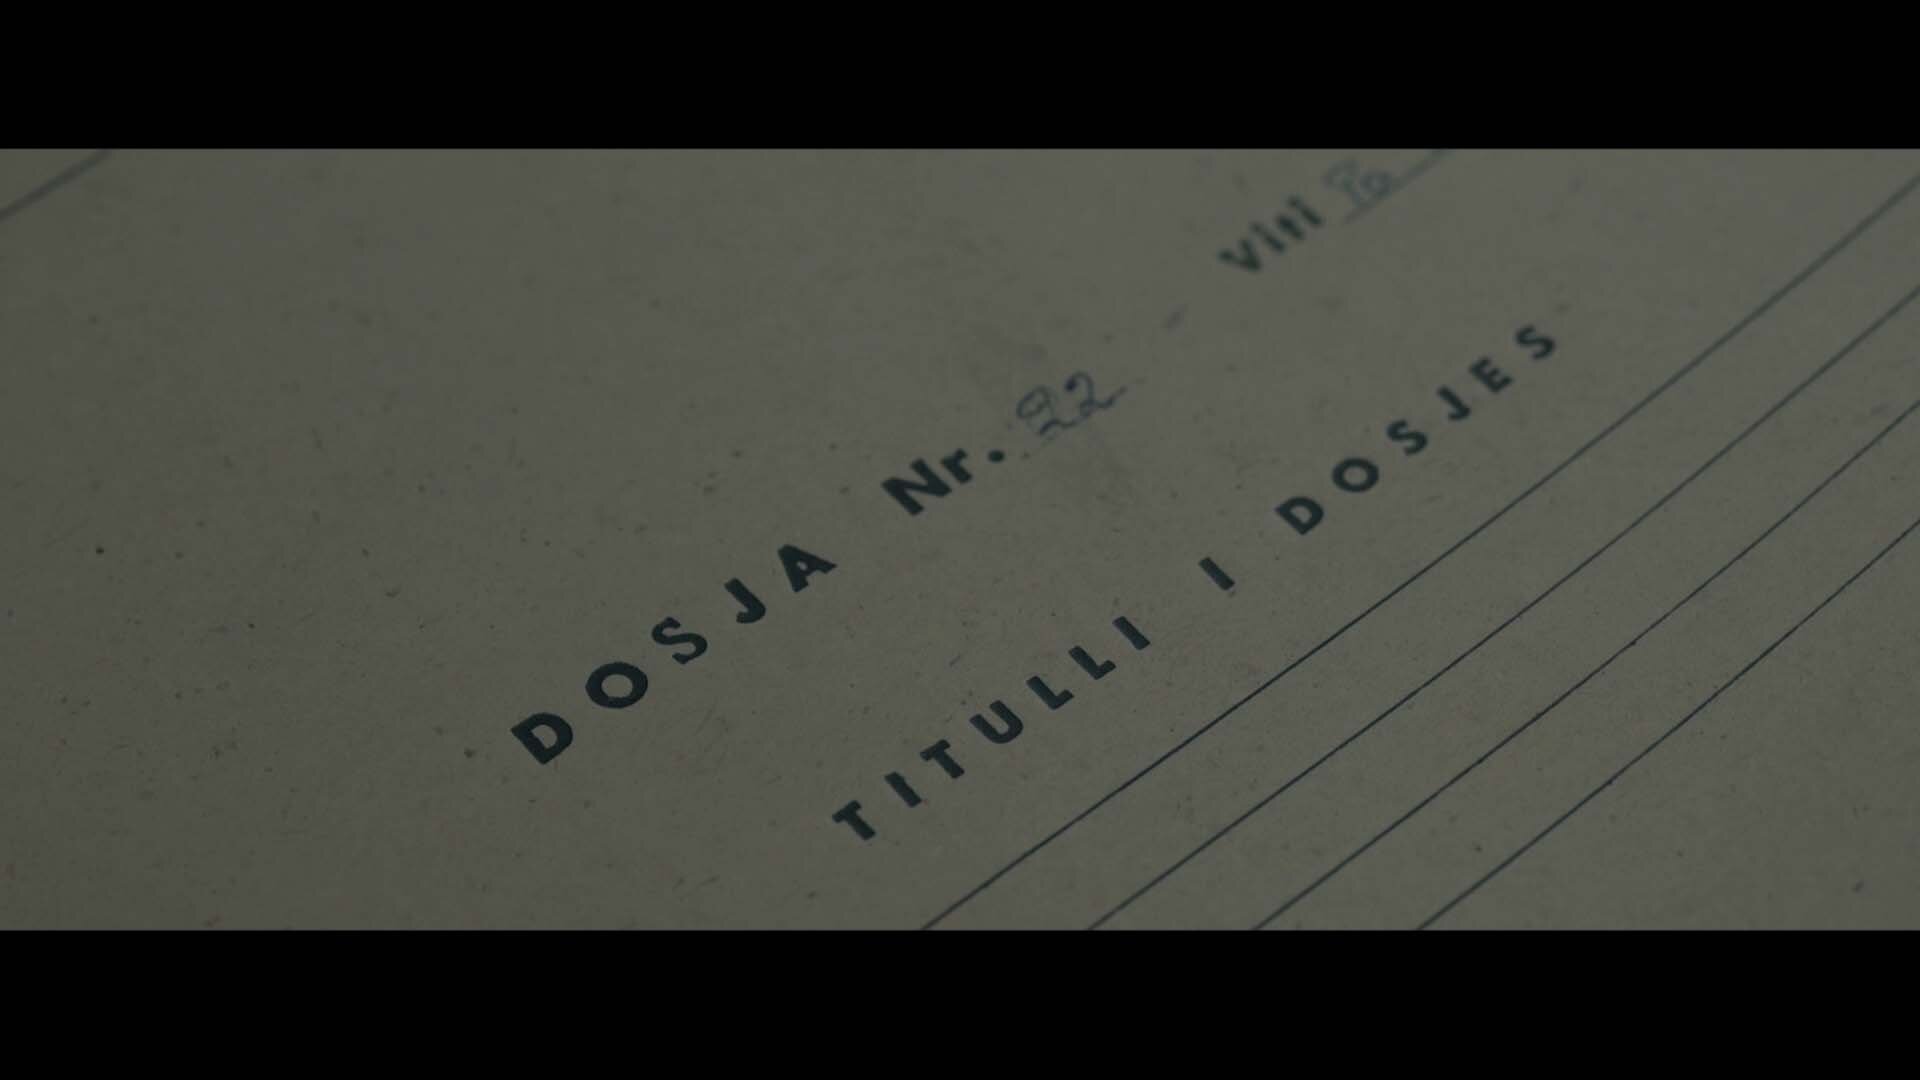 DOSJA Nr. 22 Viti
TITULLI I DOSJES